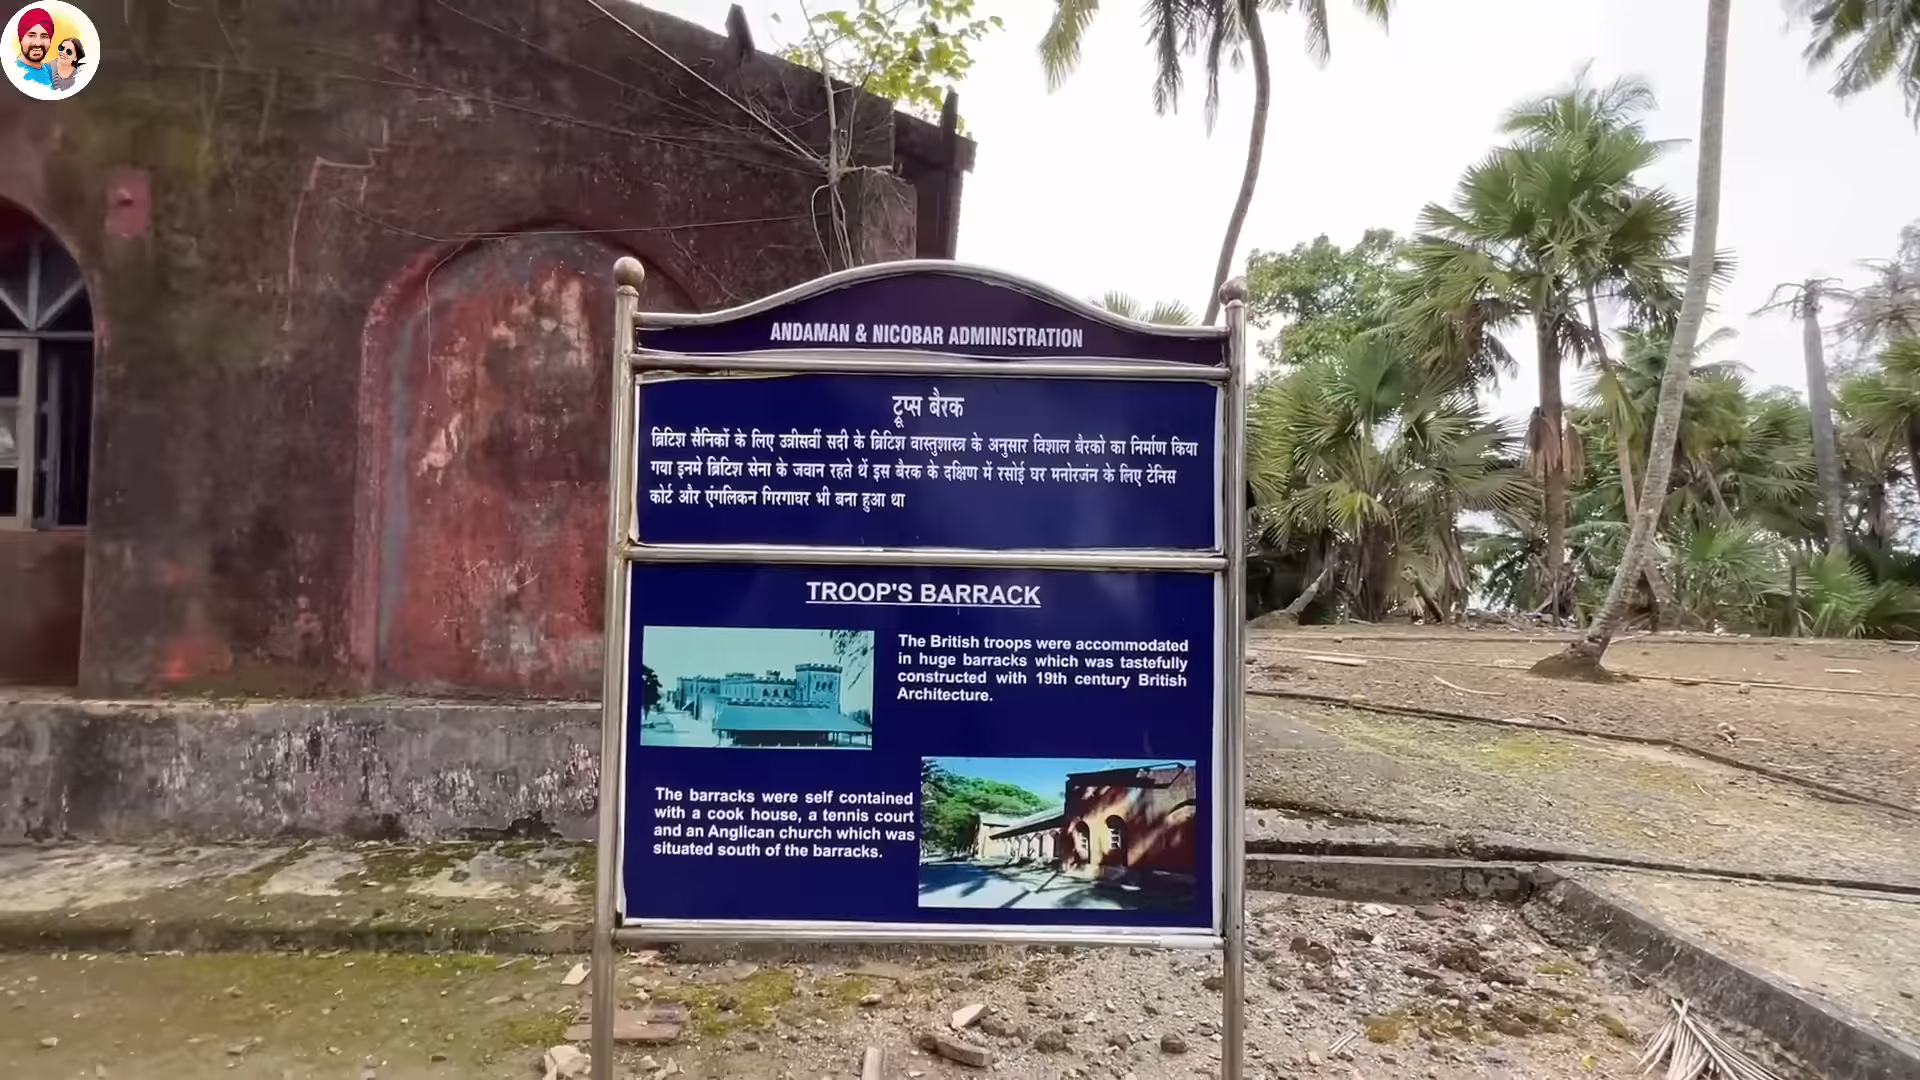 ANDAMAN & NICOBAR ADMINISTRATION
ट्रूप्स बैरक
ब्रिटिश सैनिकों के लिए उन्नीसवीं सदी के ब्रिटिश वास्तुशास्त्र के अनुसार विशाल बैरको का निर्माण किया
गया इनमे ब्रिटिश सेना के जवान रहते थें इस बैरक के दक्षिण में रसोई घर मनोरजंन के लिए टेनिस
कोर्ट और एंगलिकन गिरगाघर भी बना हुआ था
TROOP'S BARRACK
The British troops were accommodated
in huge barracks which was tastefully
constructed with 19th century British
Architecture.
The barracks were self contained
with a cook house, a tennis court
and an Anglican church which was
situated south of the barracks.